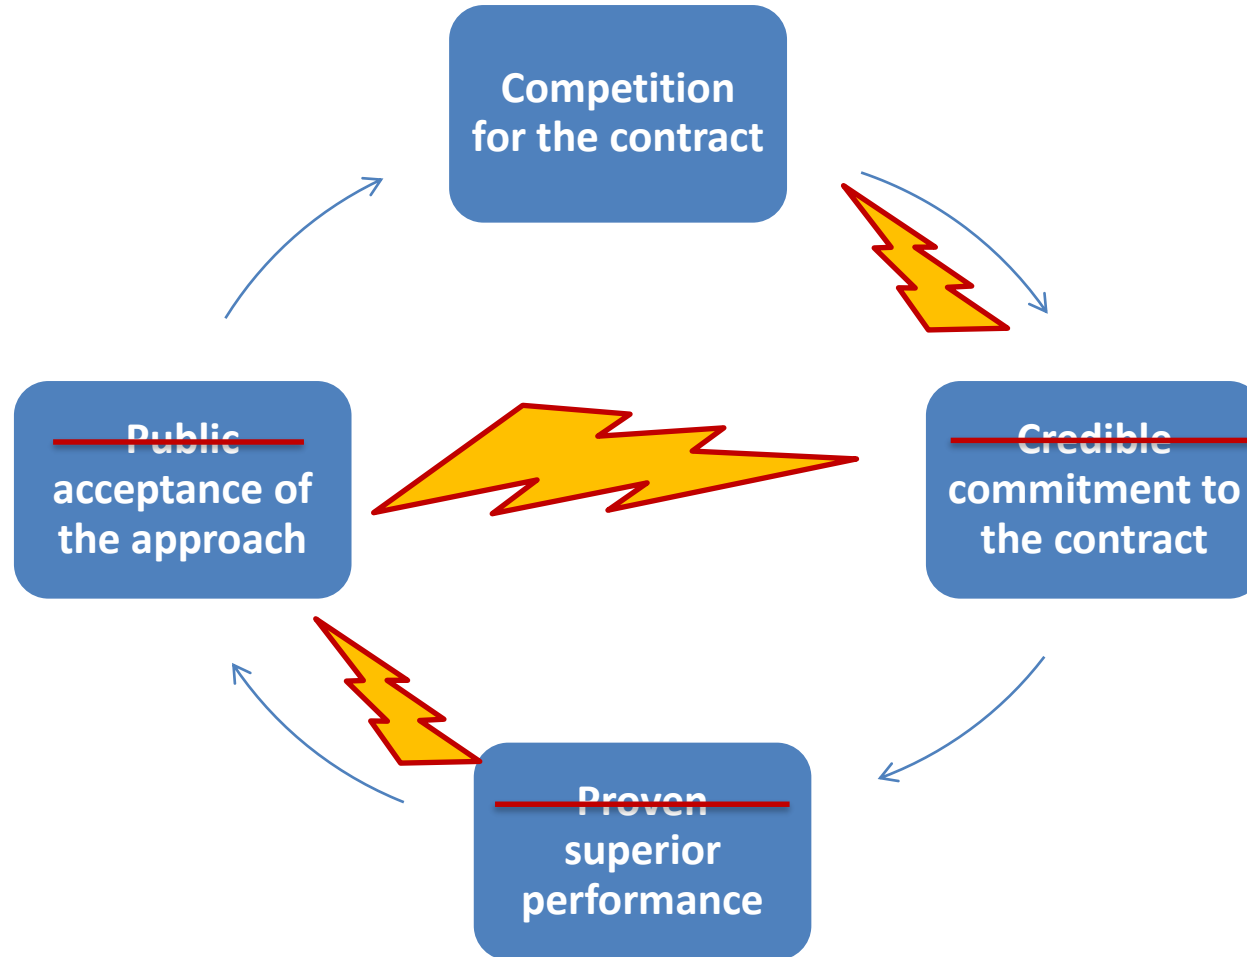 Competition
for the contract
Public
acceptance of
the approach
Credible
commitment to
the contract
Proven
superior
performance